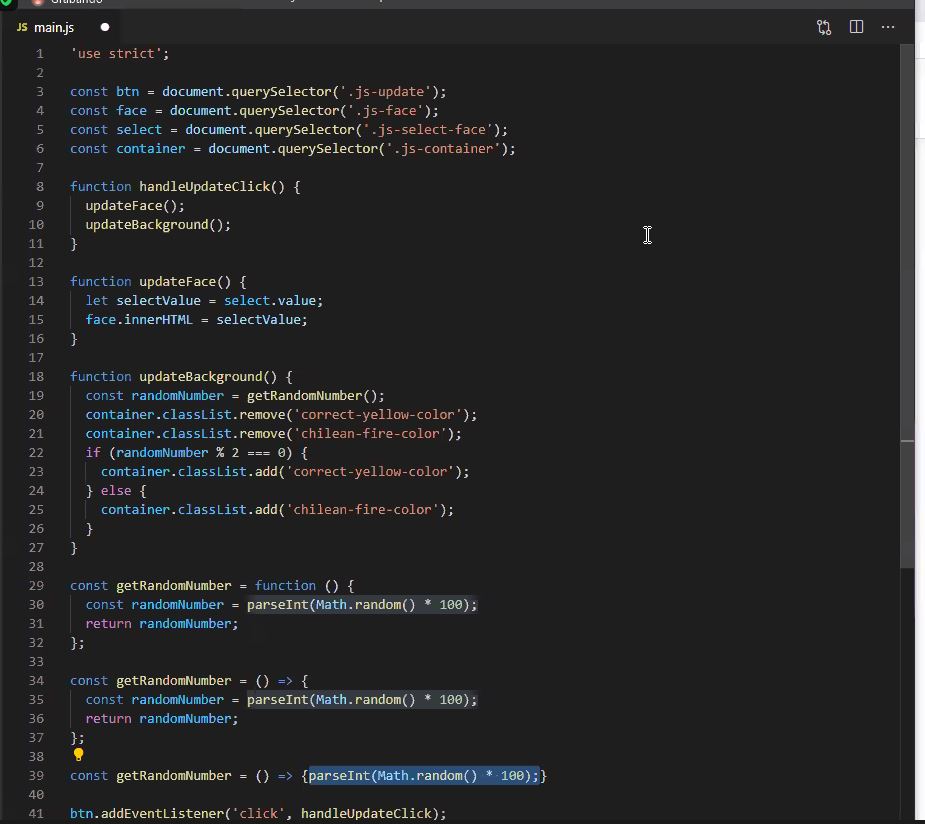 Grabando
JS main.js
1 'use strict';
2
3 const btn = document.querySelector('.js-update');
4 const face = document.querySelector('.js-face');
5 const select = document.querySelector('.js-select-face');
6 const container = document.querySelector('.js-container');
7
8 function handleUpdateClick() {
9 updateFace();
10 updateBackground();
11 }
12
13 function updateFace() {
14 let selectValue = select.value;
15 face.innerHTML = selectValue;
16 }
17
18 function updateBackground() {
19 const randomNumber = getRandomNumber();
20 container.classList.remove('correct-yellow-color');
21 container.classList.remove('chilean-fire-color');
22 if (randomNumber % 2 === 0) {
23 container.classList.add('correct-yellow-color');
24 } else {
25 container.classList.add('chilean-fire-color');
26 }
27 }
28
29 const getRandomNumber = function () {
30 const randomNumber = parseInt(Math.random() * 100);
31 return randomNumber;
32 };
33
34 const getRandomNumber = () => {
35 const randomNumber = parseInt(Math.random() * 100);
36 return randomNumber;
37 };
38
39 const getRandomNumber = () => {parseInt(Math.random() * 100);}
40
41 btn.addEventListener('click', handleUpdateClick);